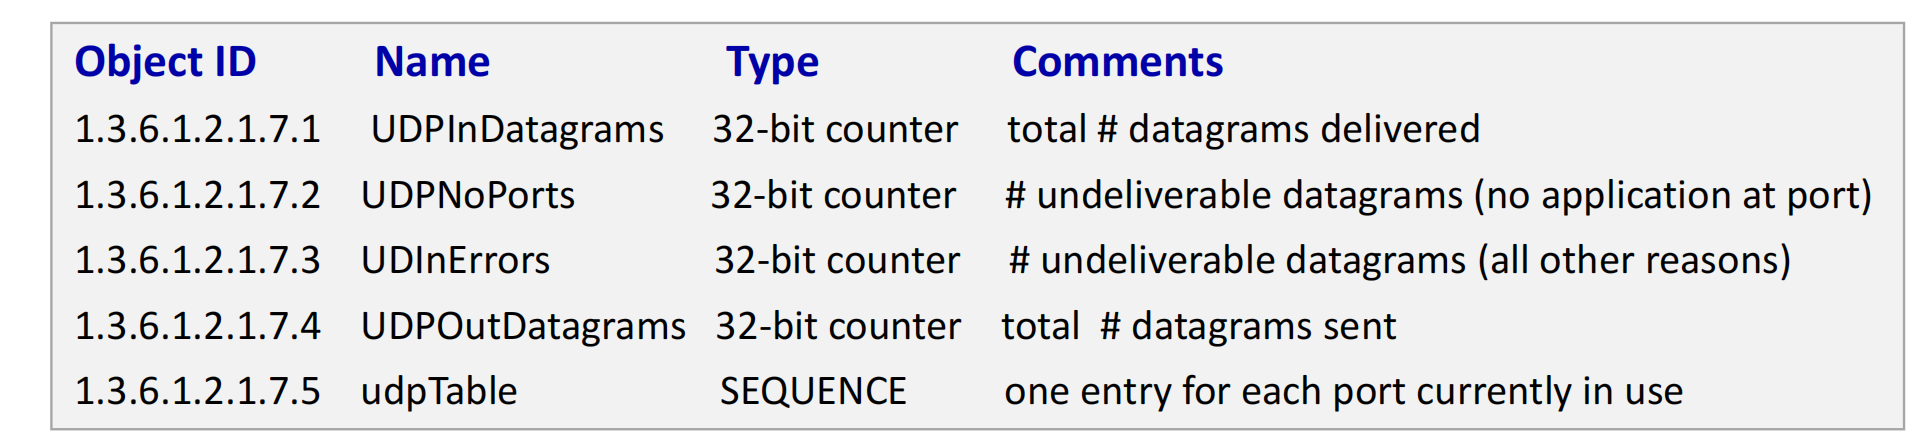 Object ID Name Type Comments
1.3.6.1.2.1.7.1 UDPInDatagrams 32-bit counter total # datagrams delivered
1.3.6.1.2.1.7.2 UDPNoPorts 32-bit counter # undeliverable datagrams (no application at port)
1.3.6.1.2.1.7.3 UDInErrors 32-bit counter # undeliverable datagrams (all other reasons)
1.3.6.1.2.1.7.4 UDPOutDatagrams 32-bit counter total # datagrams sent
1.3.6.1.2.1.7.5 udpTable SEQUENCE one entry for each port currently in use